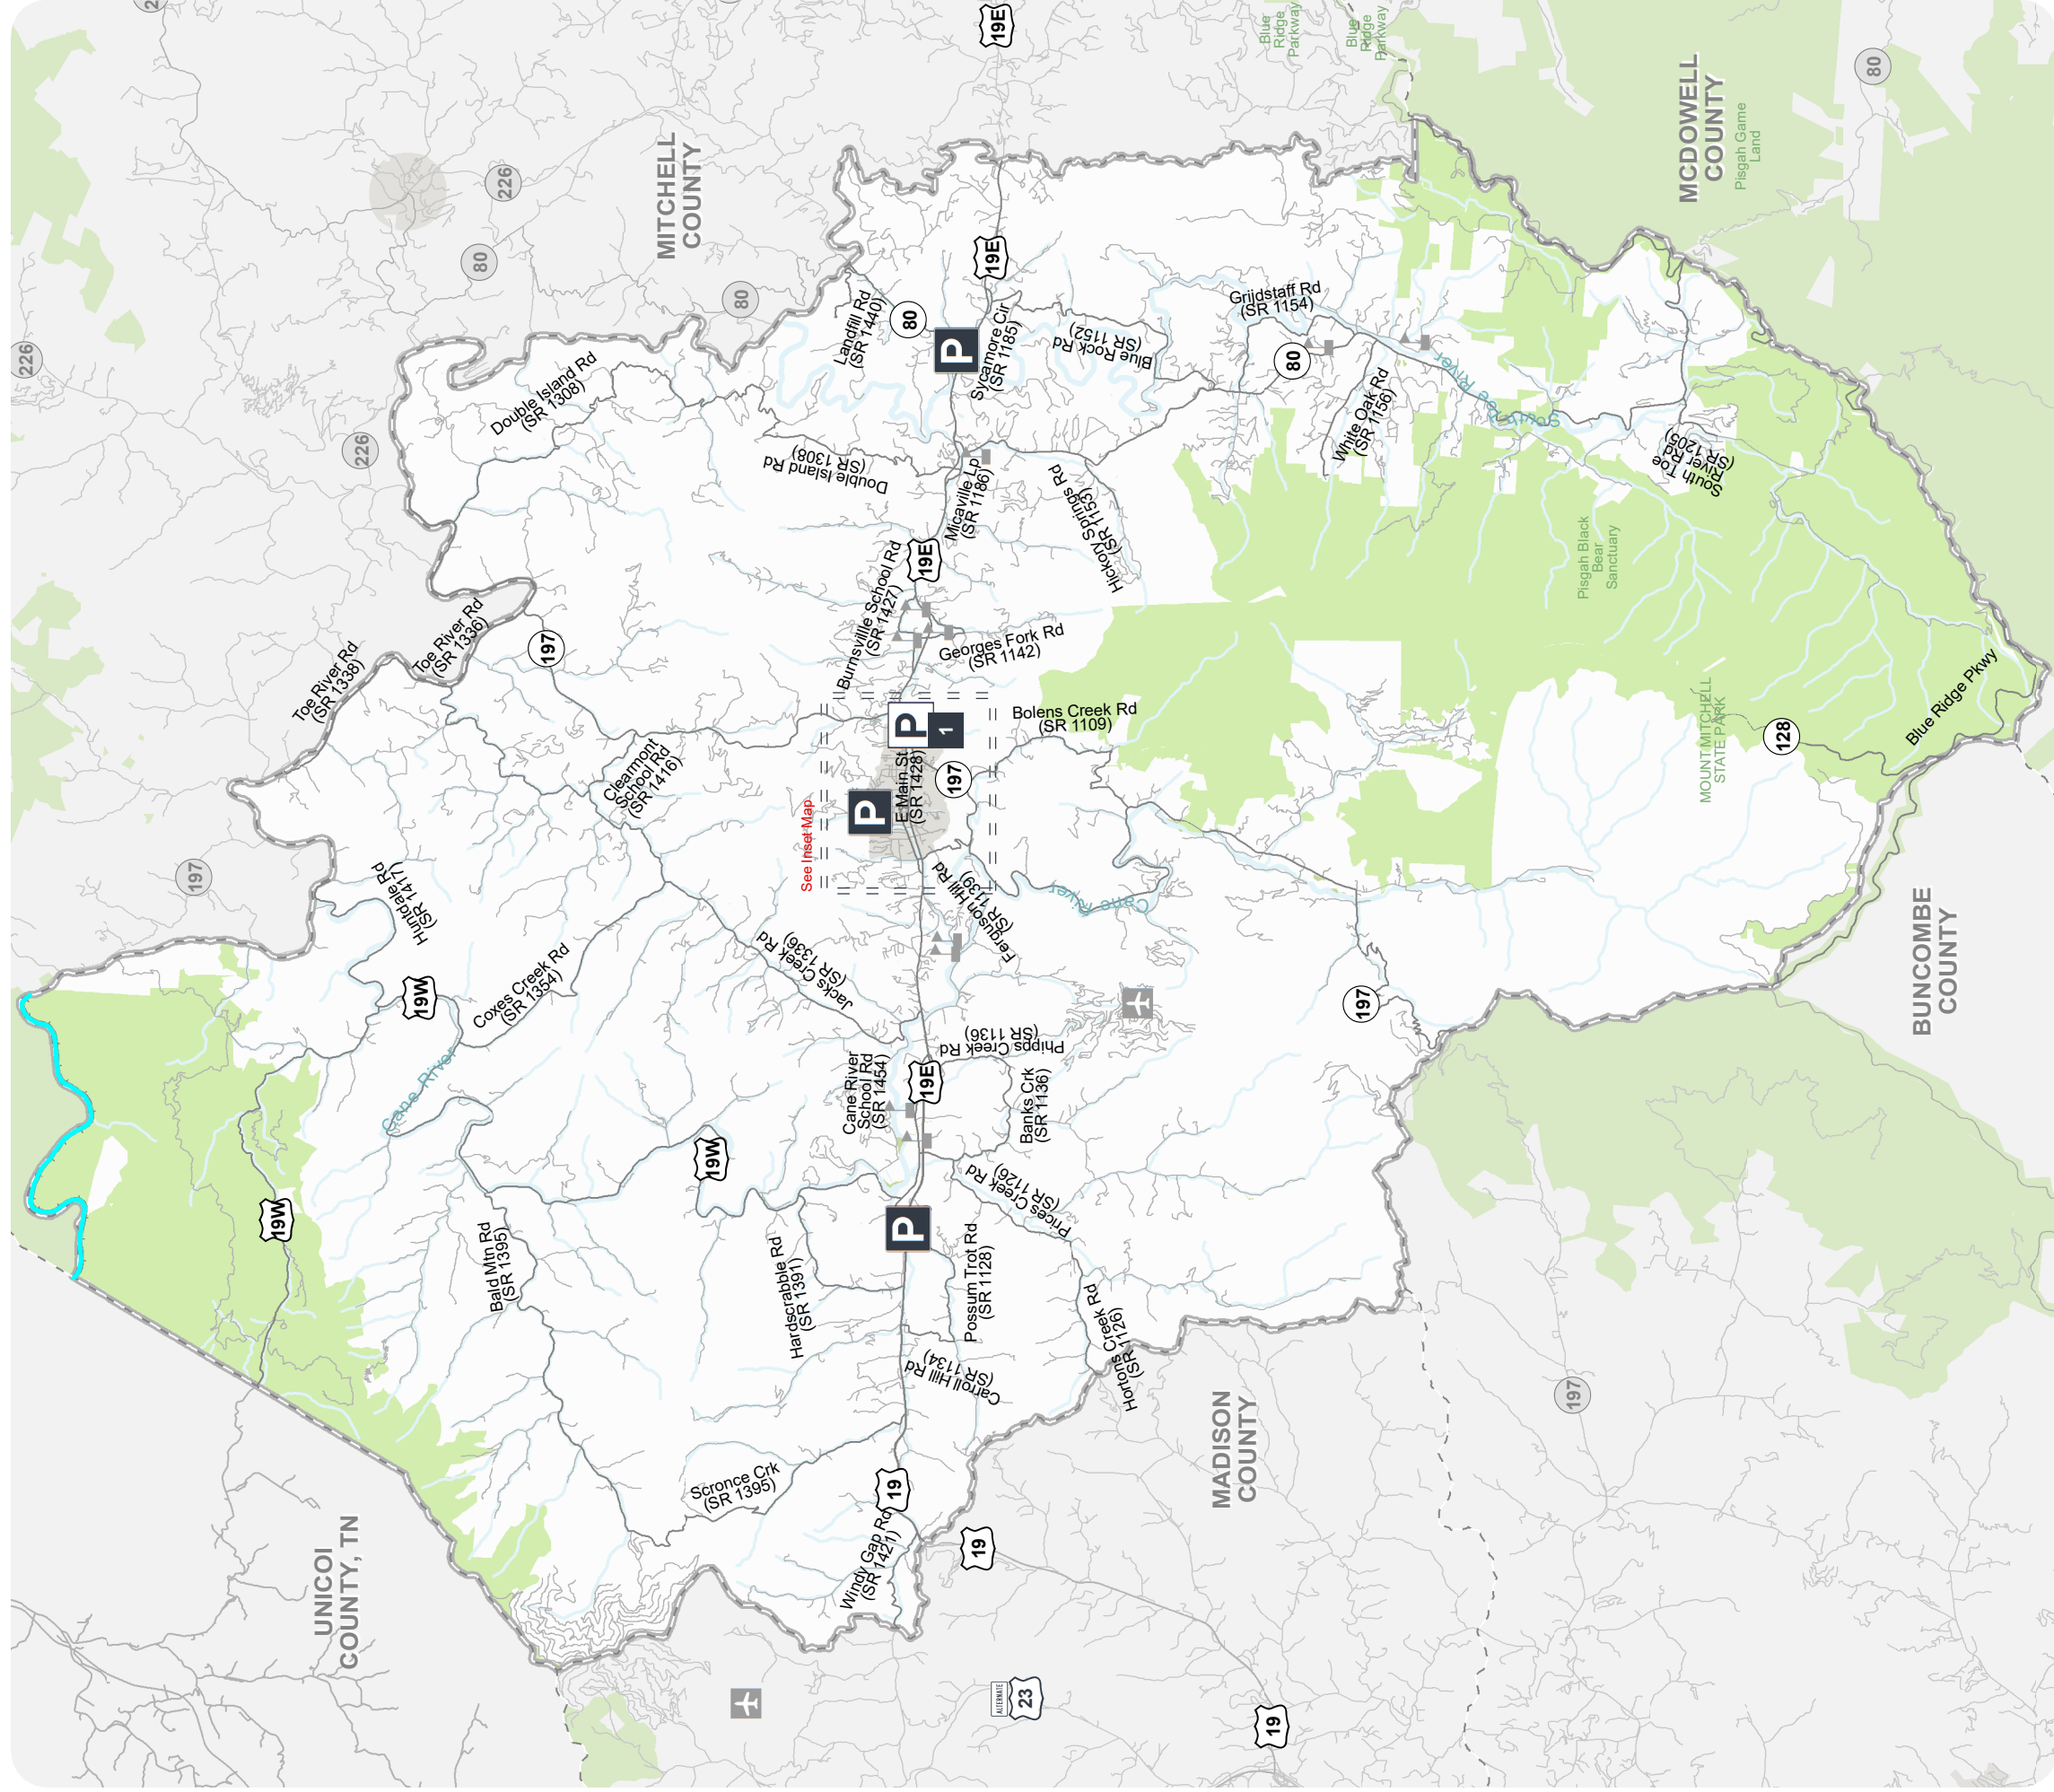 226
197
2
UNICOI
COUNTY, TN
19W
Toe River Rd
(SR 1338)
226
Huntdale Rd
(SR 1417)
19W
Cane River
Toe River Rd
(SR 1336)
80
226
Bald Mtn Rd
(SR 1395)
Coxes Creek Rd
(SR 1354)
197
Double Island Rd
(SR 1308)
Clearmont
School Rd
(SR 1416)
MITCHELL
COUNTY
Scronce Crk
(SR 1395)
19W
80
Hardscrabble Rd
(SR 1391)
Jacks Creek Rd
(SR 1336)
See Inset Map
Double Island Rd
(SR 1308)
Windy Gap Rd
(SR 1421)
Cane River
School Rd
(SR 1454)
P
Burnsville School Rd
(SR 1427)
Landfill Rd
(SR 1440)
19
P
E Main St
(SR 1428)
P
1
80
19E
19E
Carroll Hill Rd
(SR 1134)
Ferguson Hill Rd
(SR 1139)
197
P
Micaville Lp
(SR 1186)
19
Possum Trot Rd
(SR 1128)
Prices Creek Rd
(SR 1126)
Phipps Creek Rd
(SR 1136)
Georges Fork Rd
(SR 1142)
Sycamore Cir
(SR 1185)
19E
19E
ALTERNATE
23
Banks Crk
(SR 1136)
Bolens Creek Rd
(SR 1109)
Hickory Springs Rd
(SR 1153)
Blue Rock Rd
(SR 1152)
Hortons Creek Rd
(SR 1126)
Cane River
MADISON
COUNTY
19
Grijdstaff Rd
(SR 1154)
80
Blue
Ridge
Parkway
197
White Oak Rd
(SR 1156)
Blue
Ridge
Parkway
South Toe River
197
Pisgah Black
Bear
Sanctuary
South Toe
River Rd
(SR 1205)
MOUNT MITCHELL
STATE PARK
MCDOWELL
COUNTY
Pisgah Game
Land
128
80
BUNCOMBE
COUNTY
Blue Ridge Pkwy